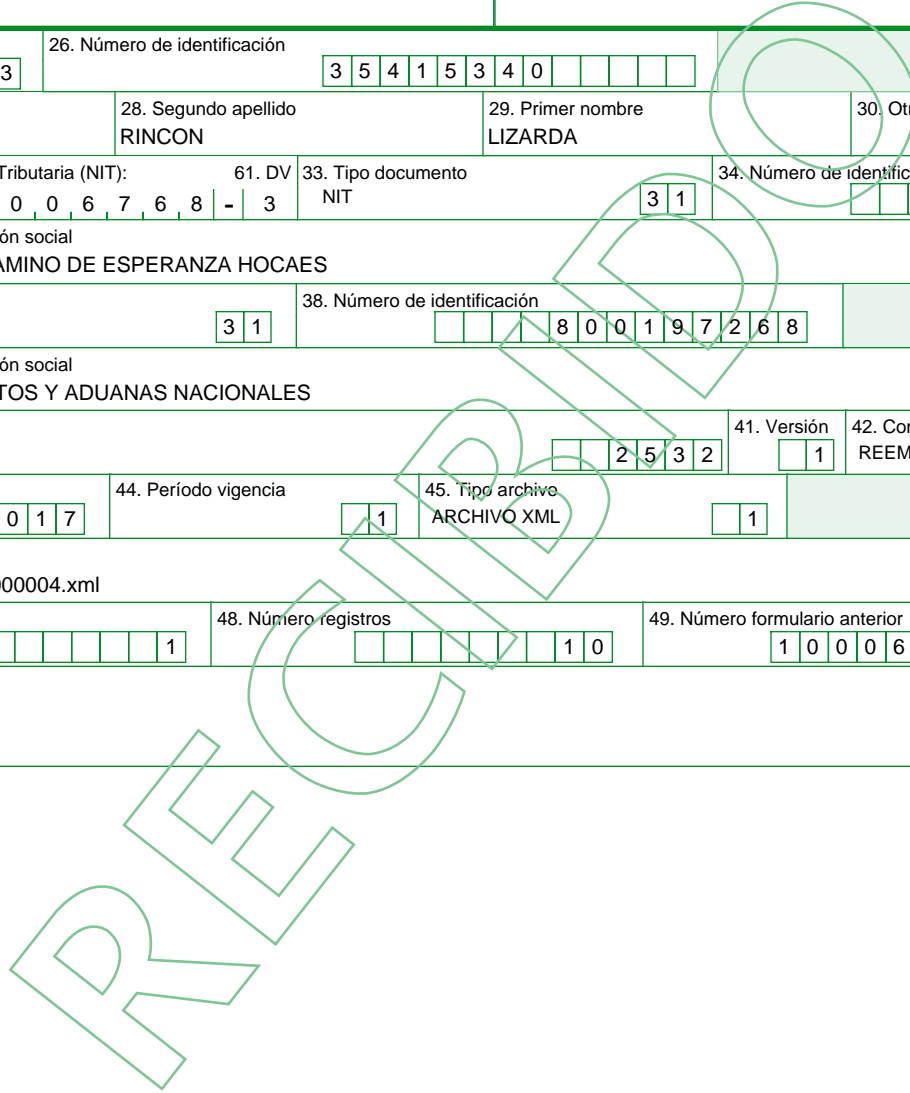 26. Número de identificación
3 3 5 4 1 5 3 4 0
28. Segundo apellido 29. Primer nombre 30. Otr
RINCON LIZARDA
Tributaria (NIT): 61. DV 33. Tipo documento 34. Número de identific
0 0 6 7 6 8 - 3 NIT 3 1
ón social
AMINO DE ESPERANZA HOCAES
38. Número de identificación
3 1 8 0 0 1 9 7 2 6 8
ón social
TOS Y ADUANAS NACIONALES
41. Versión 42. Con
2 5 3 2 1 REEM
44. Período vigencia 45. Tipo archivo
0 1 7 1 ARCHIVO XML 1
000004.xml
48. Número registros 49. Número formulario anterior
1 1 0 1 0 0 0 6
RECIBIDO